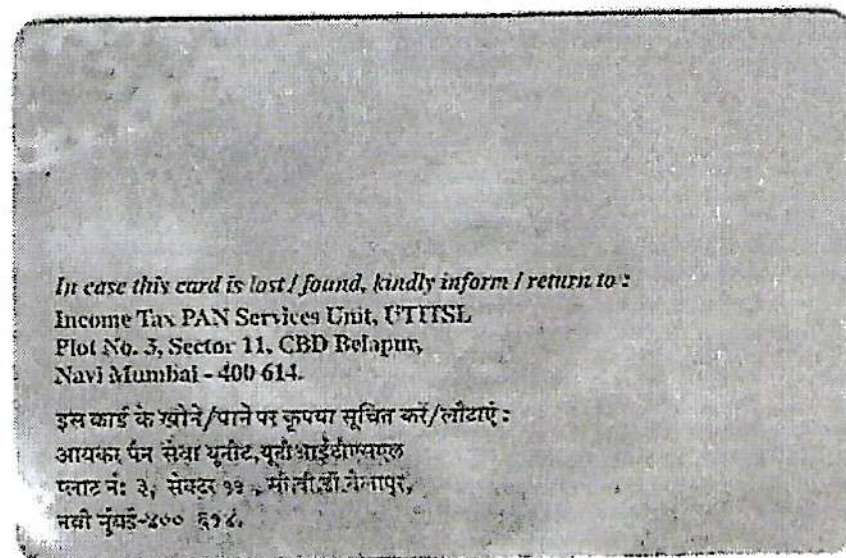 In case this card is lost / found, kindly inform / return to :
Income Tax PAN Services Unit, UTITSL
Plot No. 3, Sector 11, CBD Belapur,
Navi Mumbai - 400 614.
इस कार्ड के खोने/पाने पर कृपया सूचित करें/लौटाएं :
आयकर पैन सेवा यूनीट, यूटीआईटीएसएल
प्लाट नं: ३, सेक्टर ११ , सी.बी.डी.बेलापुर,
नवी मुंबई-४०० ६१४.